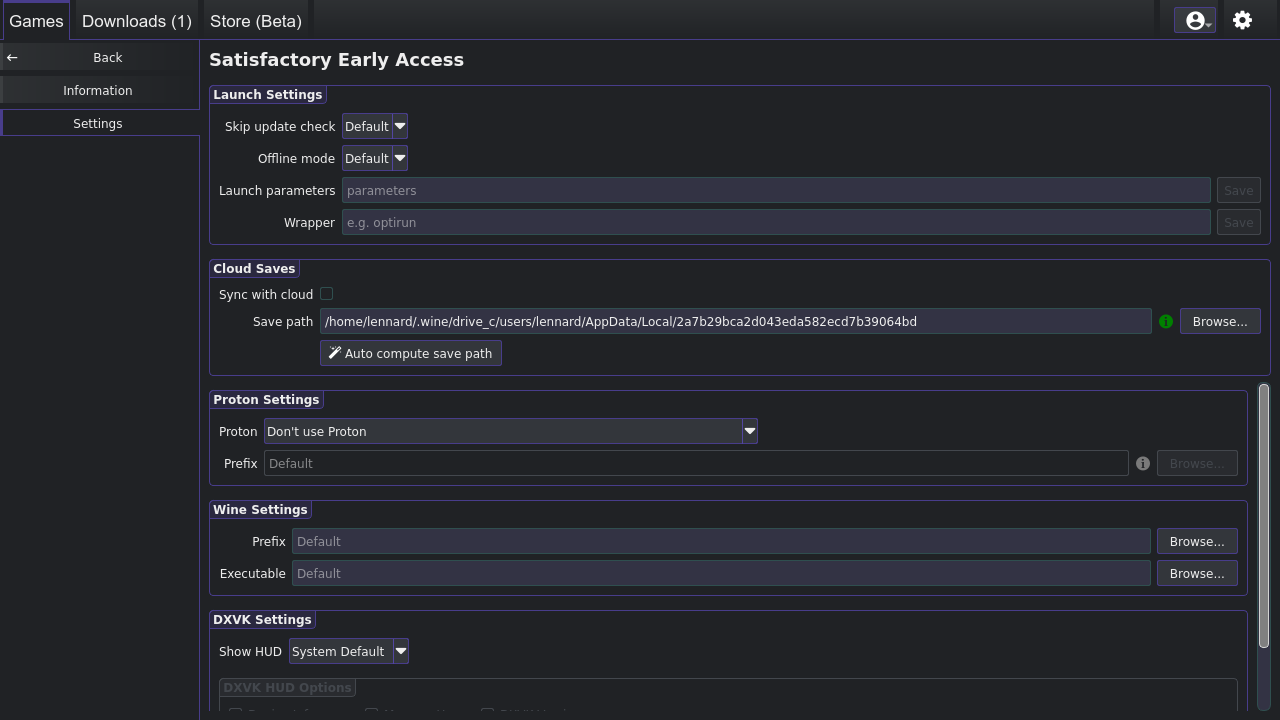 Games Downloads (1) Store (Beta)
Back
Information
Settings
Satisfactory Early Access
Launch Settings
Skip update check Default
Offline mode Default
Launch parameters parameters Save
Wrapper e.g. optirun Save
Cloud Saves
Sync with cloud
Save path /home/lennard/.wine/drive_c/users/lennard/AppData/Local/2a7b29bca2d043eda582ecd7b39064bd Browse...
Auto compute save path
Proton Settings
Proton Don't use Proton
Prefix Default Browse...
Wine Settings
Prefix Default Browse...
Executable Default Browse...
DXVK Settings
Show HUD System Default
DXVK HUD Options